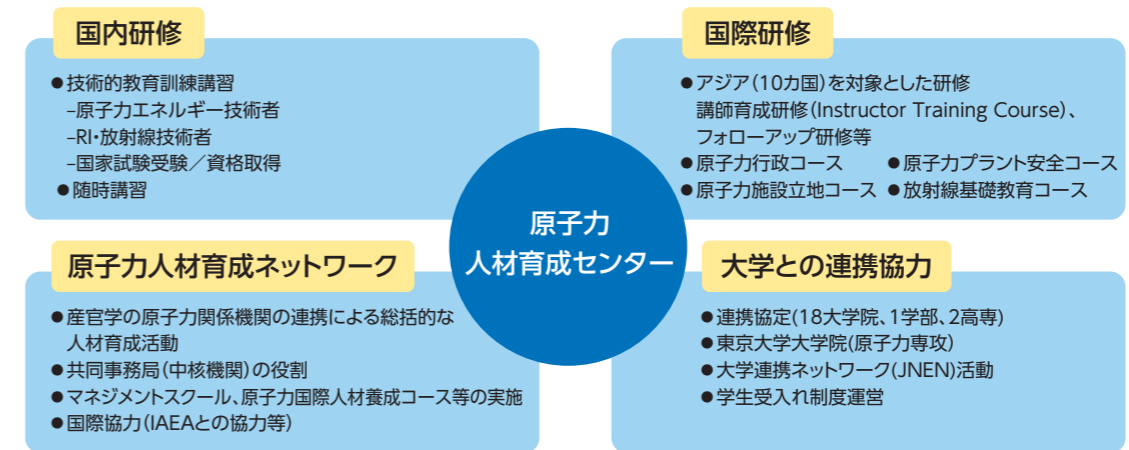 国内研修
●技術的教育訓練講習
−原子力エネルギー技術者
−RI・放射線技術者
−国家試験受験／資格取得
●随時講習
国際研修
●アジア（10カ国）を対象とした研修
講師育成研修（Instructor Training Course）、
フォローアップ研修等
●原子力行政コース ●原子力プラント安全コース
●原子力施設立地コース ●放射線基礎教育コース
原子力
人材育成センター
原子力人材育成ネットワーク
●産官学の原子力関係機関の連携による総括的な
人材育成活動
●共同事務局（中核機関）の役割
●マネジメントスクール、原子力国際人材養成コース等の実施
●国際協力（IAEAとの協力等）
大学との連携協力
●連携協定(18大学院、1学部、2高専)
●東京大学大学院(原子力専攻)
●大学連携ネットワーク(JNEN)活動
●学生受入れ制度運営